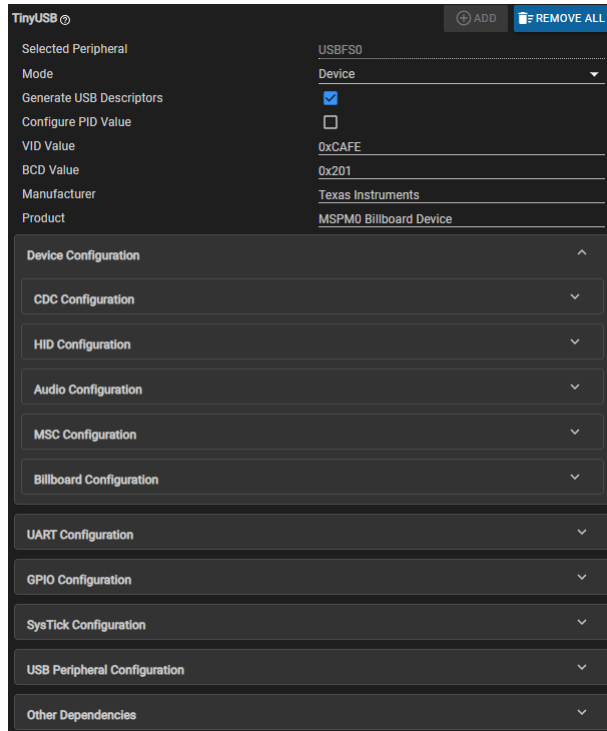 TinyUSB
ADD
REMOVE ALL
Selected Peripheral
USBFS0
Mode
Device
Generate USB Descriptors
Configure PID Value
VID Value
0xCAFE
BCD Value
0x201
Manufacturer
Texas Instruments
Product
MSPM0 Billboard Device
Device Configuration
CDC Configuration
HID Configuration
Audio Configuration
MSC Configuration
Billboard Configuration
UART Configuration
GPIO Configuration
SysTick Configuration
USB Peripheral Configuration
Other Dependencies